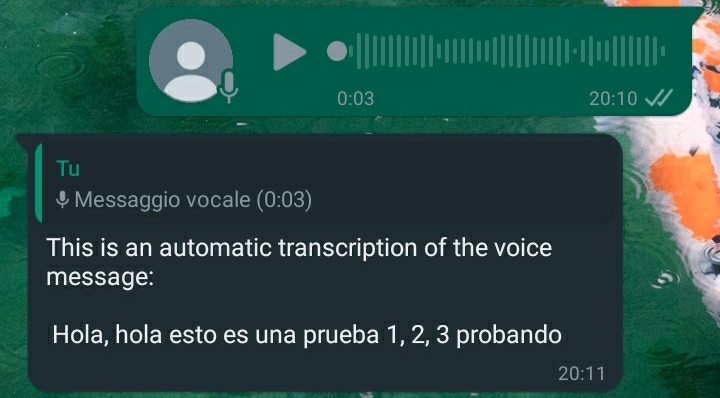 0:03
20:10
Tu
Messaggio vocale (0:03)
This is an automatic transcription of the voice
message:
Hola, hola esto es una prueba 1, 2, 3 probando
20:11